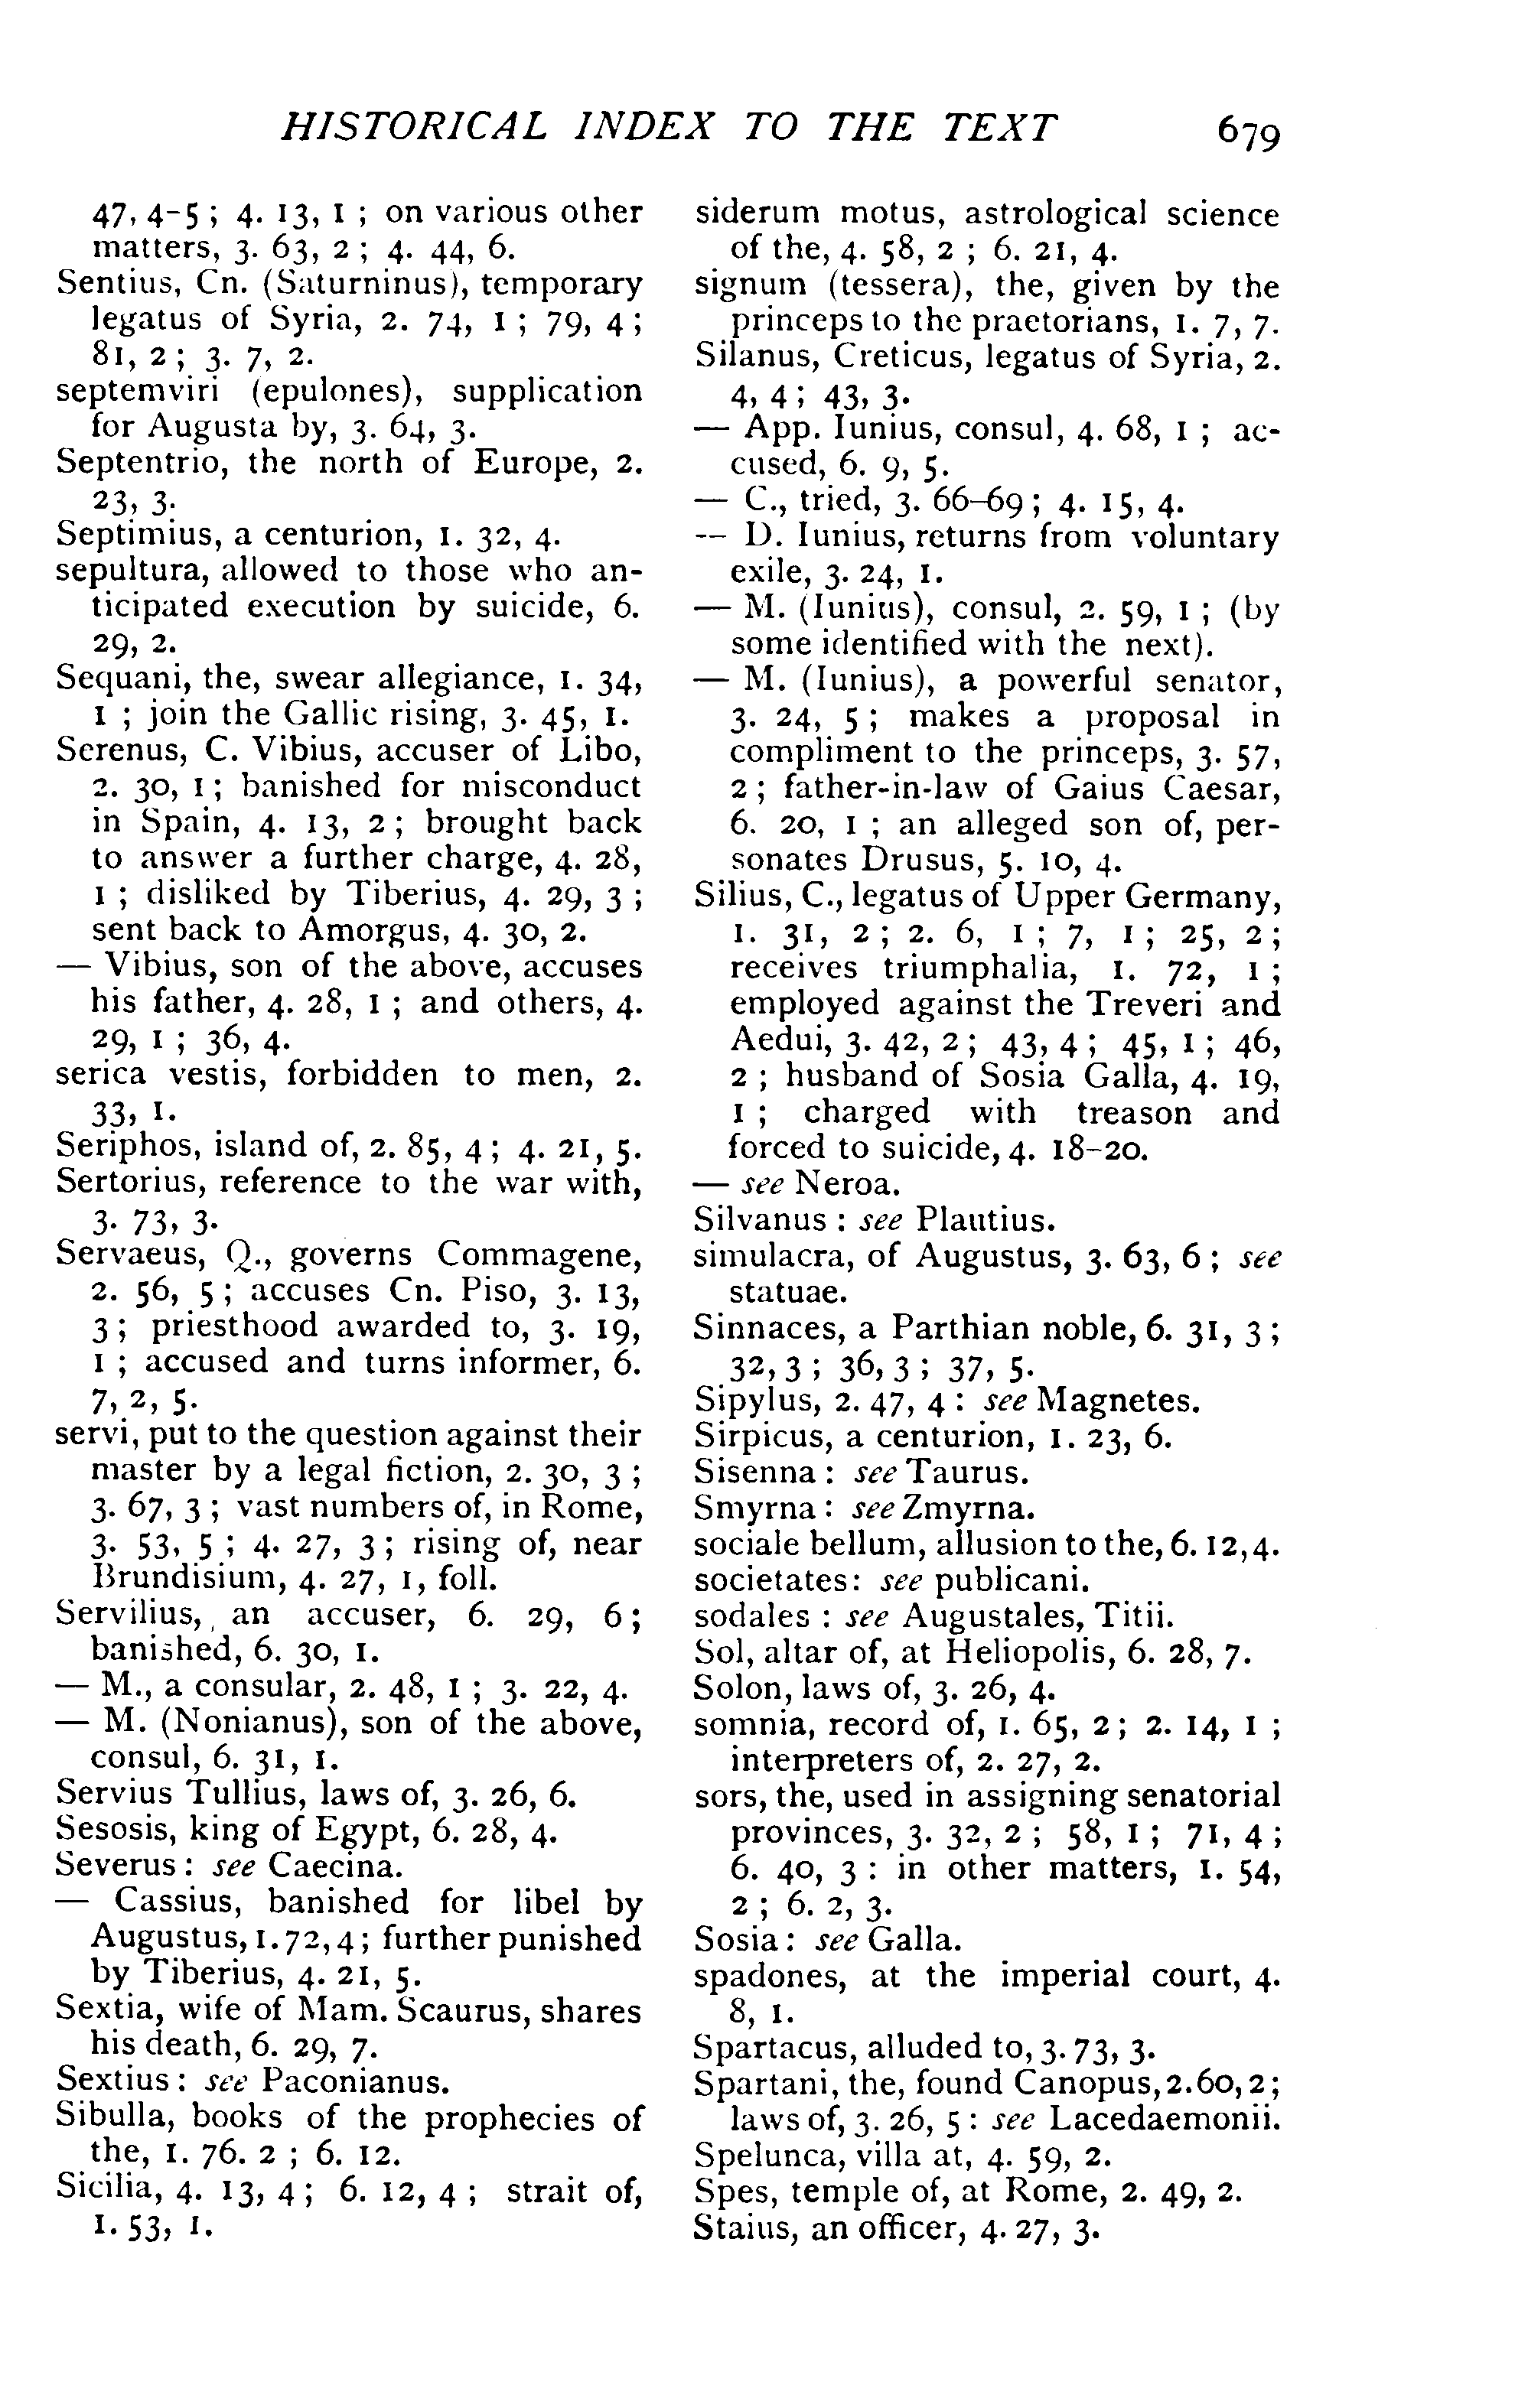 HISTORICAL INDEX TO THE TEXT 679
47, 4-5 ; 4. 13, 1 ; on various other
matters, 3. 63, 2 ; 4. 44, 6.
Sentius, Cn. (Saturninus), temporary
legatus of Syria, 2. 74, 1 ; 79, 4 ;
81, 2 ; 3. 7, 2.
septemviri (epulones), supplication
for Augusta by, 3. 64, 3.
Septentrio, the north of Europe, 2.
23, 3.
Septimius, a centurion, 1. 32, 4.
sepultura, allowed to those who an-
ticipated execution by suicide, 6.
29, 2.
Sequani, the, swear allegiance, 1. 34,
1 ; join the Gallic rising, 3. 45, 1.
Serenus, C. Vibius, accuser of Libo,
2. 30, 1 ; banished for misconduct
in Spain, 4. 13, 2 ; brought back
to answer a further charge, 4. 28,
1 ; disliked by Tiberius, 4. 29, 3 ;
sent back to Amorgus, 4. 30, 2.
— Vibius, son of the above, accuses
his father, 4. 28, 1 ; and others, 4.
29, 1 ; 36, 4.
serica vestis, forbidden to men, 2.
33, 1.
Seriphos, island of, 2. 85, 4 ; 4. 21, 5.
Sertorius, reference to the war with,
3. 73, 3.
Servaeus, Q., governs Commagene,
2. 56, 5 ; accuses Cn. Piso, 3. 13,
3 ; priesthood awarded to, 3. 19,
1 ; accused and turns informer, 6.
7, 2, 5.
servi, put to the question against their
master by a legal fiction, 2. 30, 3 ;
3. 67, 3 ; vast numbers of, in Rome,
3. 53, 5 ; 4. 27, 3 ; rising of, near
Brundisium, 4. 27, 1, foll.
Servilius, an accuser, 6. 29, 6 ;
banished, 6. 30, 1.
— M., a consular, 2. 48, 1 ; 3. 22, 4.
— M. (Nonianus), son of the above,
consul, 6. 31, 1.
Servius Tullius, laws of, 3. 26, 6.
Sesosis, king of Egypt, 6. 28, 4.
Severus : see Caecina.
— Cassius, banished for libel by
Augustus, 1. 72, 4 ; further punished
by Tiberius, 4. 21, 5.
Sextia, wife of Mam. Scaurus, shares
his death, 6. 29, 7.
Sextius : see Paconianus.
Sibulla, books of the prophecies of
the, 1. 76. 2 ; 6. 12.
Sicilia, 4. 13, 4 ; 6. 12, 4 ; strait of,
1. 53, 1.
siderum motus, astrological science
of the, 4. 58, 2 ; 6. 21, 4.
signum (tessera), the, given by the
princeps to the praetorians, 1. 7, 7.
Silanus, Creticus, legatus of Syria, 2.
4, 4 ; 43, 3.
— App. Iunius, consul, 4. 68, 1 ; ac-
cused, 6. 9, 5.
— C., tried, 3. 66–69 ; 4. 15, 4.
— D. Iunius, returns from voluntary
exile, 3. 24, 1.
— M. (Iunius), consul, 2. 59, 1 ; (by
some identified with the next).
— M. (Iunius), a powerful senator,
3. 24, 5 ; makes a proposal in
compliment to the princeps, 3. 57,
2 ; father-in-law of Gaius Caesar,
6. 20, 1 ; an alleged son of, per-
sonates Drusus, 5. 10, 4.
Silius, C., legatus of Upper Germany,
1. 31, 2 ; 2. 6, 1 ; 7, 1 ; 25, 2 ;
receives triumphalia, 1. 72, 1 ;
employed against the Treveri and
Aedui, 3. 42, 2 ; 43, 4 ; 45, 1 ; 46,
2 ; husband of Sosia Galla, 4. 19,
1 ; charged with treason and
forced to suicide, 4. 18–20.
— see Neroa.
Silvanus : see Plautius.
simulacra, of Augustus, 3. 63, 6 ; see
statuae.
Sinnaces, a Parthian noble, 6. 31, 3 ;
32, 3 ; 36, 3 ; 37, 5.
Sipylus, 2. 47, 4 : see Magnetes.
Sirpicus, a centurion, 1. 23, 6.
Sisenna : see Taurus.
Smyrna : see Zmyrna.
sociale bellum, allusion to the, 6. 12, 4.
societates : see publicani.
sodales : see Augustales, Titii.
Sol, altar of, at Heliopolis, 6. 28, 7.
Solon, laws of, 3. 26, 4.
somnia, record of, 1. 65, 2 ; 2. 14, 1 ;
interpreters of, 2. 27, 2.
sors, the, used in assigning senatorial
provinces, 3. 32, 2 ; 58, 1 ; 71, 4 ;
6. 40, 3 : in other matters, 1. 54,
2 ; 6. 2, 3.
Sosia : see Galla.
spadones, at the imperial court, 4.
8, 1.
Spartacus, alluded to, 3. 73, 3.
Spartani, the, found Canopus, 2. 60, 2 ;
laws of, 3. 26, 5 : see Lacedaemonii.
Spelunca, villa at, 4. 59, 2.
Spes, temple of, at Rome, 2. 49, 2.
Staius, an officer, 4. 27, 3.